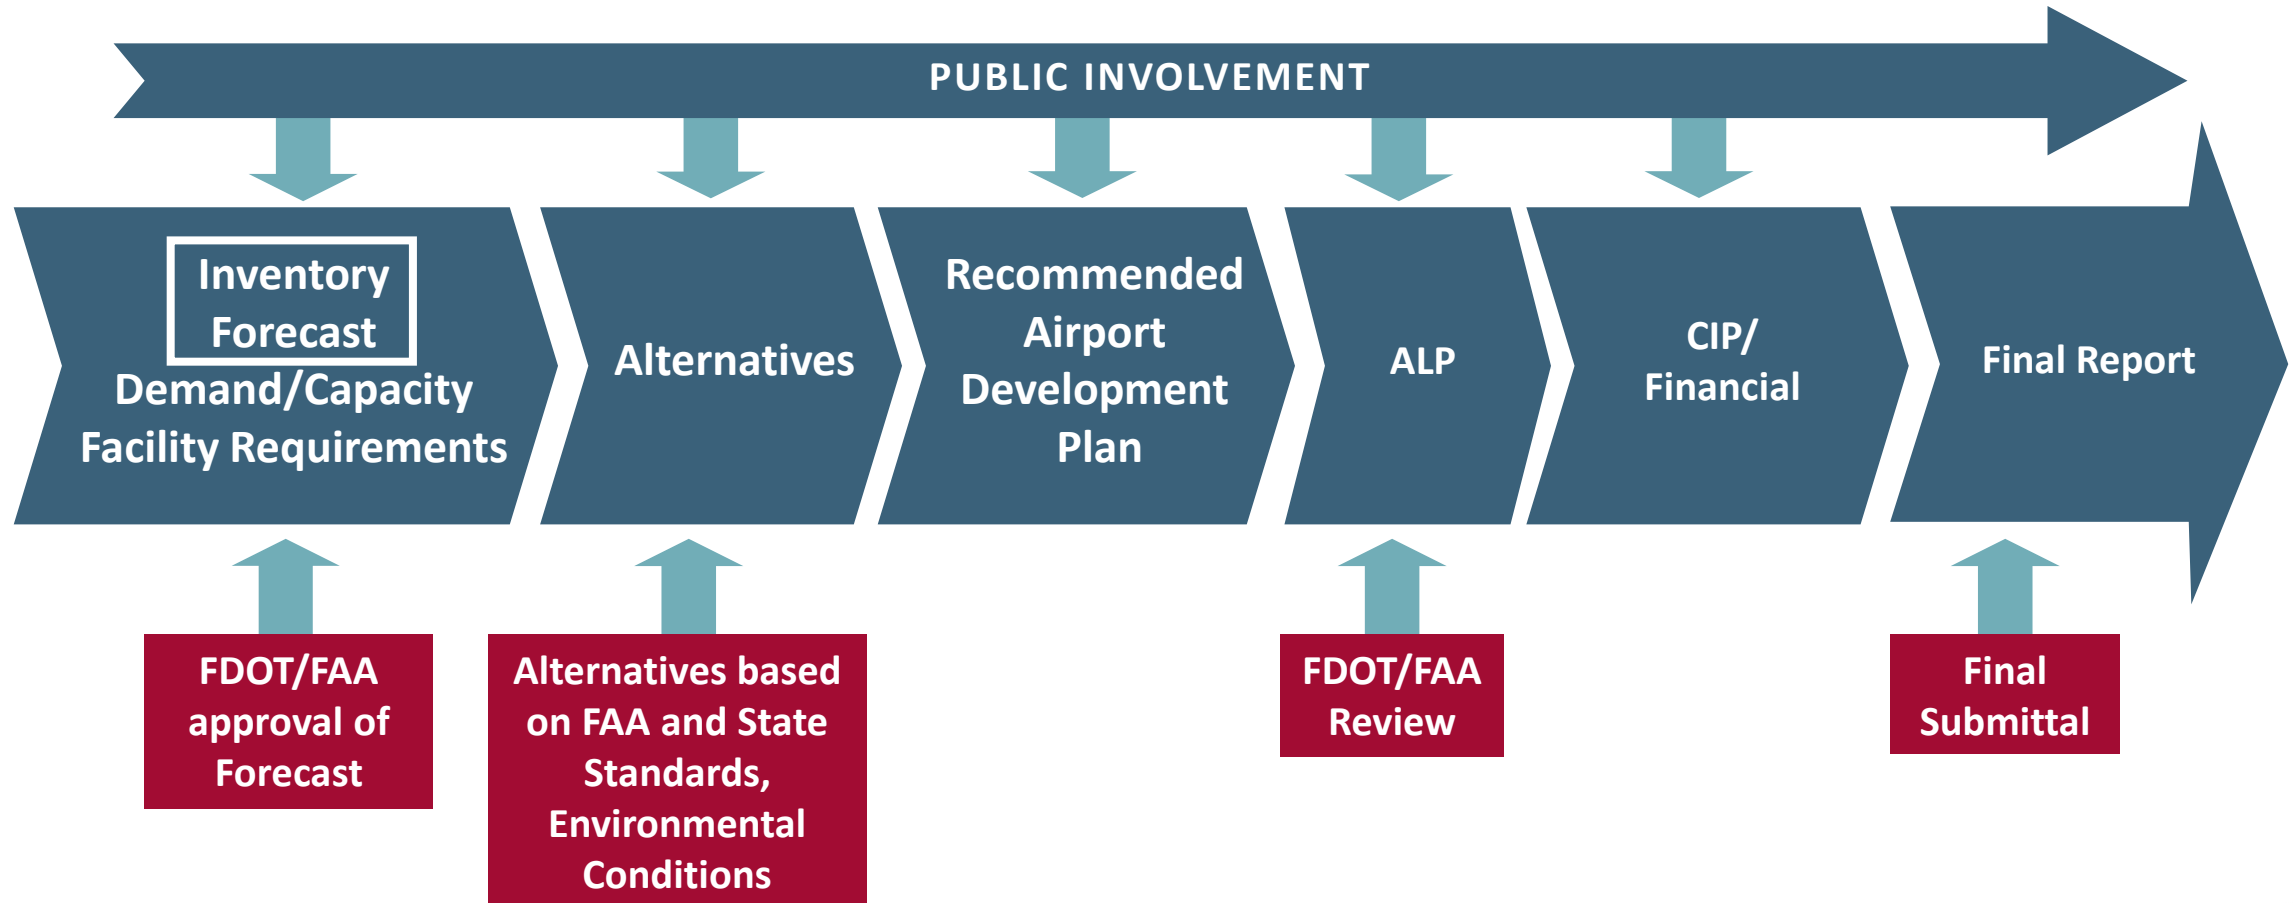 PUBLIC INVOLVEMENT
Inventory
Forecast
Demand/Capacity
Facility Requirements
Alternatives
Recommended
Airport
Development
Plan
ALP
CIP/
Financial
Final Report
FDOT/FAA
approval of
Forecast
Alternatives based
on FAA and State
Standards,
Environmental
Conditions
FDOT/FAA
Review
Final
Submittal